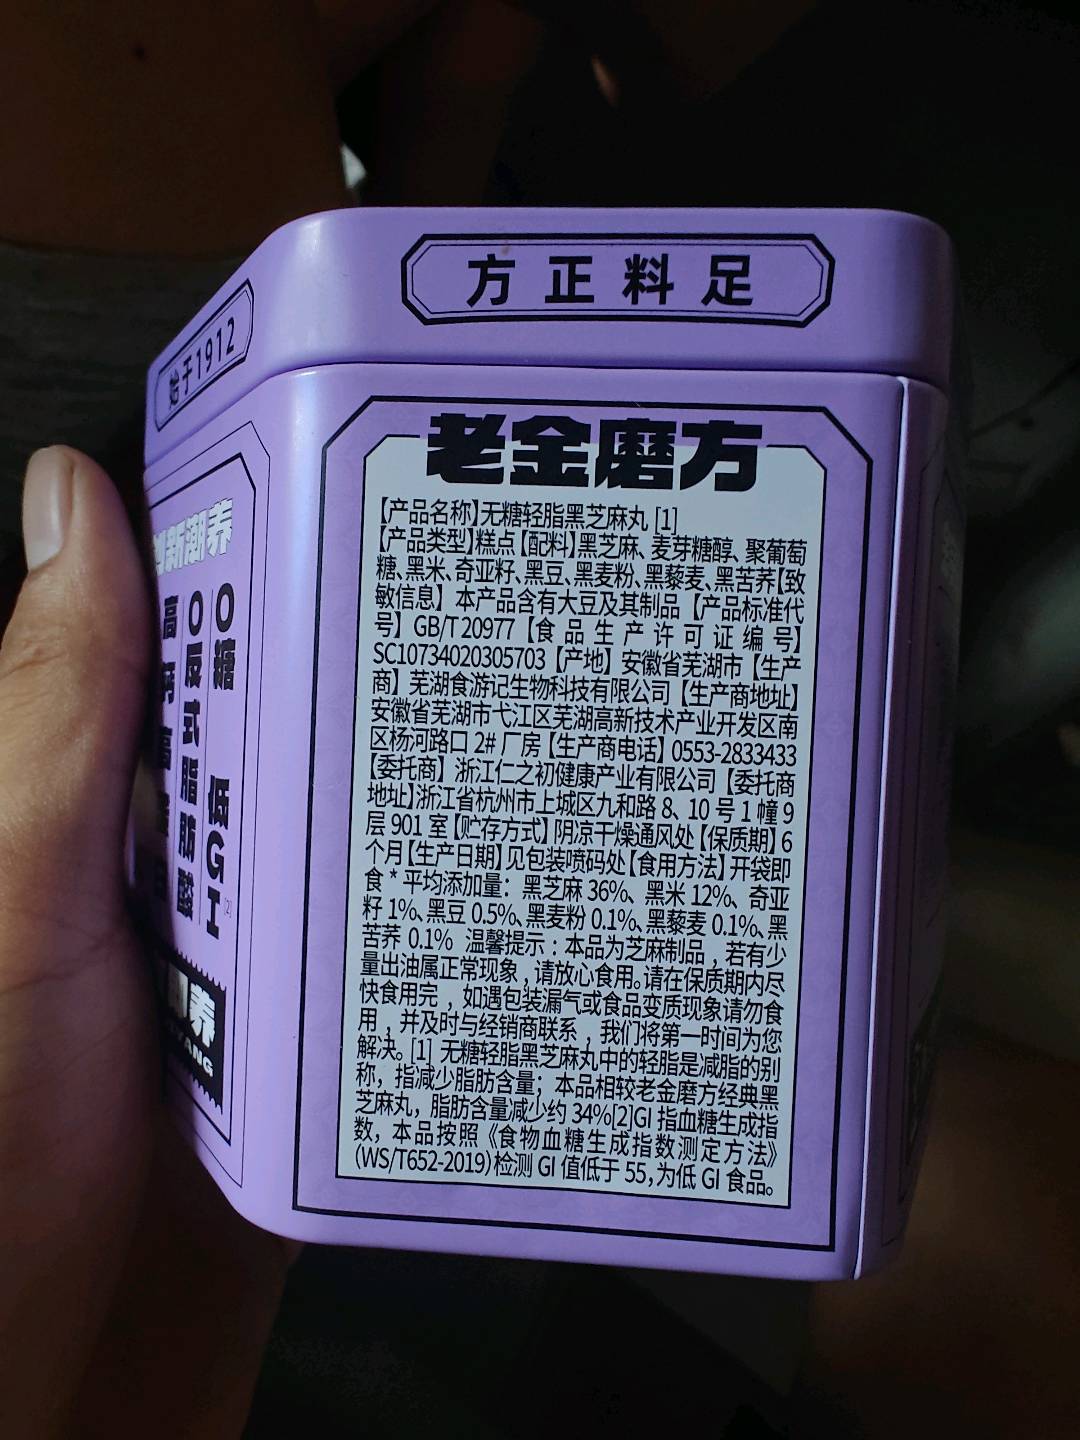 方正料足
始于1912
老金磨方
【产品名称】无糖轻脂黑芝麻丸 [1]
【产品类型】糕点【配料】黑芝麻、麦芽糖醇、聚葡萄
糖、黑米、奇亚籽、黑豆、黑麦粉、黑藜麦、黑苦荞【致
敏信息】本产品含有大豆及其制品【产品标准代
号】GB/T 20977【食品生产许可证编号】
SC10734020305703【产地】安徽省芜湖市【生产
商】芜湖食游记生物科技有限公司【生产商地址】
安徽省芜湖市弋江区芜湖高新技术产业开发区南
区杨河路口 2# 厂房【生产商电话】0553-2833433
【委托商】浙江仁之初健康产业有限公司【委托商
地址】浙江省杭州市上城区九和路 8、10 号 1 幢 9
层 901 室【贮存方式】阴凉干燥通风处【保质期】6
个月【生产日期】见包装喷码处【食用方法】开袋即
食 * 平均添加量：黑芝麻 36%、黑米 12%、奇亚
籽 1%、黑豆 0.5%、黑麦粉 0.1%、黑藜麦 0.1%、黑
苦荞 0.1% 温馨提示：本品为芝麻制品，若有少
量出油属正常现象，请放心食用。请在保质期内尽
快食用完，如遇包装漏气或食品变质现象请勿食
用，并及时与经销商联系，我们将第一时间为您
解决。[1] 无糖轻脂黑芝麻丸中的轻脂是减脂的别
称，指减少脂肪含量；本品相较老金磨方经典黑
芝麻丸，脂肪含量减少约 34%[2]GI 指血糖生成指
数，本品按照《食物血糖生成指数测定方法》
(WS/T652-2019)检测 GI 值低于 55，为低 GI 食品。
新潮养
0糖 低GI[2]
0反式脂肪酸
高钙高蛋白
养
ANG